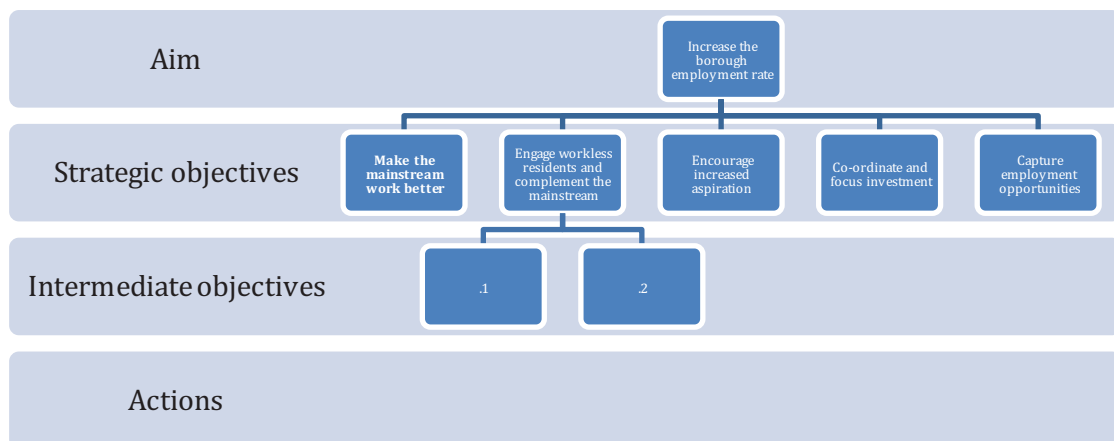 Aim
Increase the
borough
employment rate
Strategic objectives
Make the
mainstream
work better
Engage workless
residents and
complement the
mainstream
Encourage
increased
aspiration
Co-ordinate and
focus investment
Capture
employment
opportunities
Intermediate objectives
.1
.2
Actions